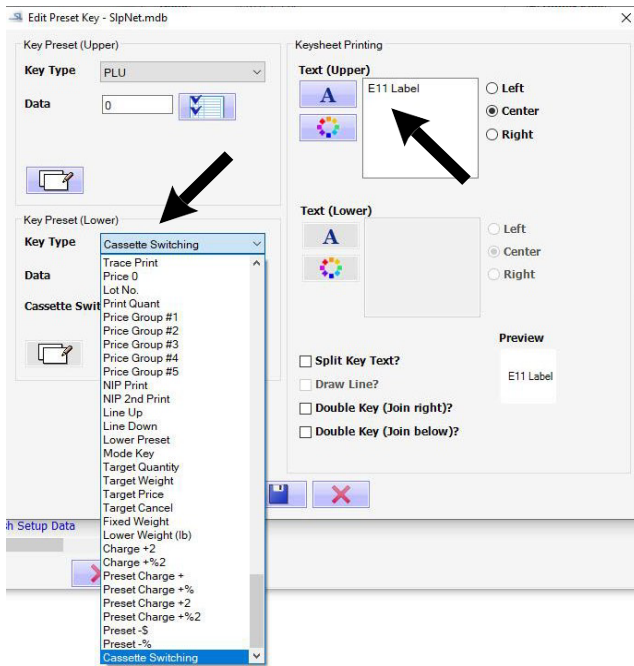 Edit Preset Key - SlpNet.mdb
Key Preset (Upper)
Key Type
PLU
Data
0
Key Preset (Lower)
Key Type
Cassette Switching
Data
Cassette Swit
Trace Print
Price 0
Lot No.
Print Quant
Price Group #1
Price Group #2
Price Group #3
Price Group #4
Price Group #5
NIP Print
NIP 2nd Print
Line Up
Line Down
Lower Preset
Mode Key
Target Quantity
Target Weight
Target Price
Target Cancel
Fixed Weight
Lower Weight (lb)
Charge +2
Charge +%2
Preset Charge +
Preset Charge +%
Preset Charge +2
Preset Charge +%2
Preset -$
Preset -%
Cassette Switching
Keysheet Printing
Text (Upper)
A
E11 Label
Left
Center
Right
Text (Lower)
A
Left
Center
Right
Preview
E11 Label
Split Key Text?
Draw Line?
Double Key (Join right)?
Double Key (Join below)?
sh Setup Data